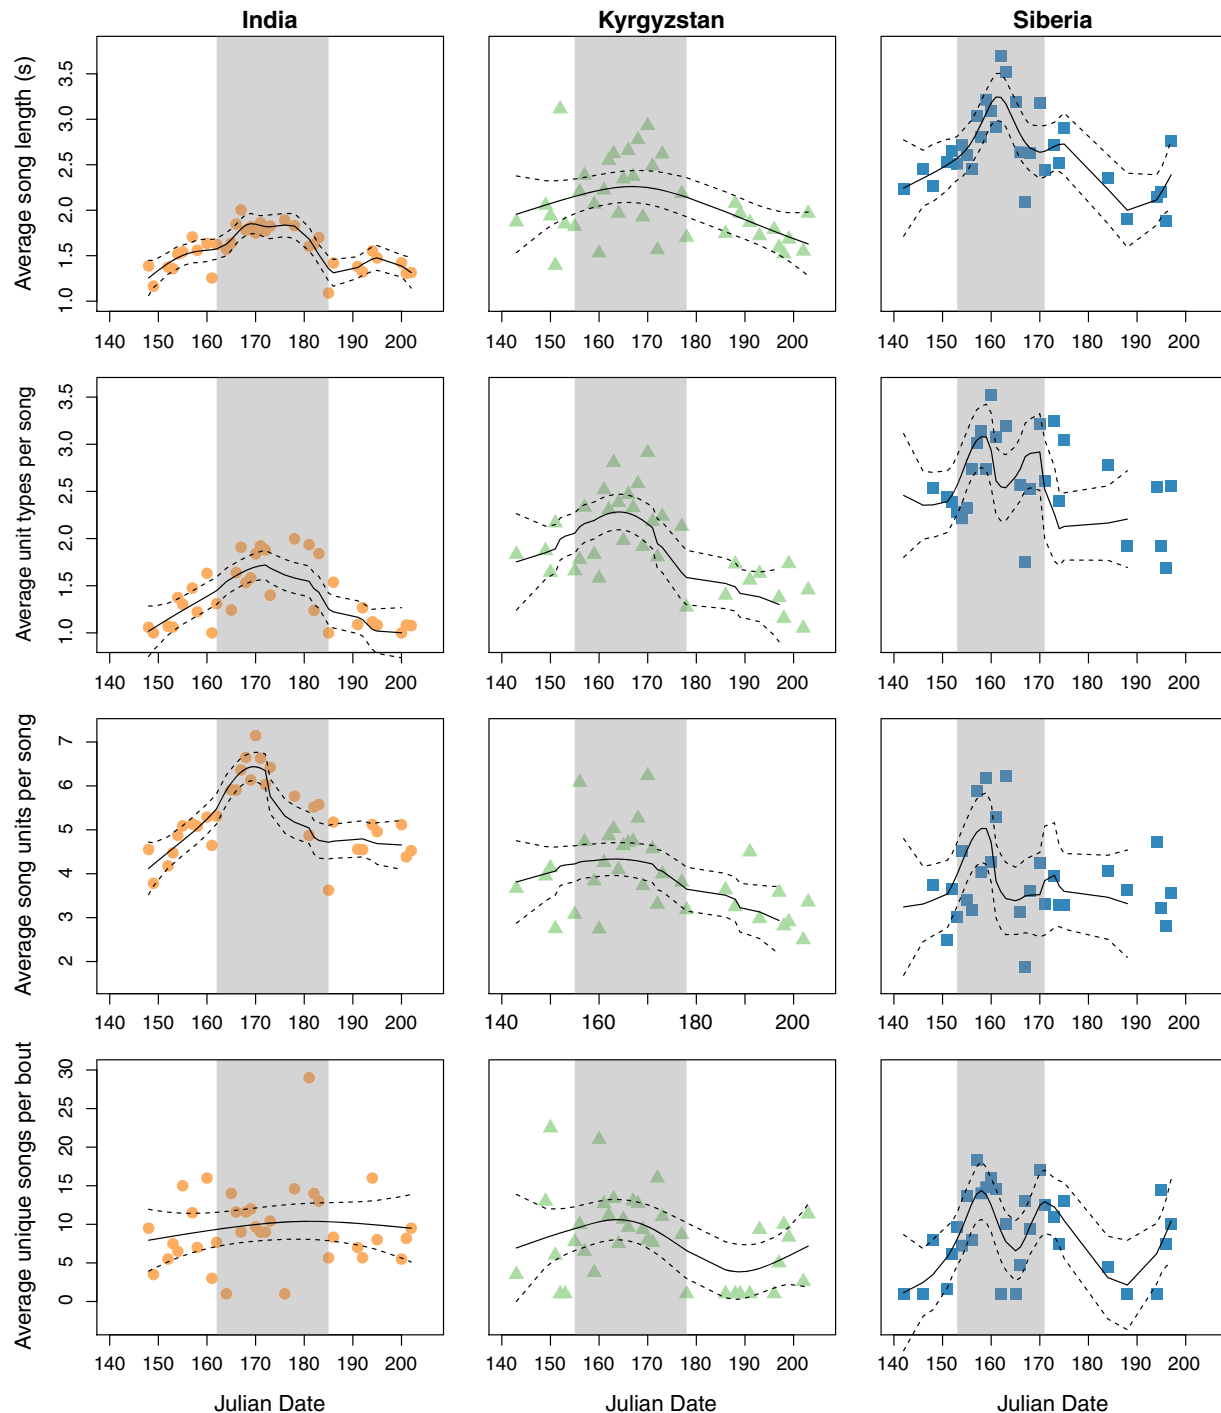 India Kyrgyzstan Siberia
Average song length (s)
1.0 1.5 2.0 2.5 3.0 3.5
140 150 160 170 180 190 200 140 150 160 170 180 190 200 140 150 160 170 180 190 200
Average unit types per song
1.0 1.5 2.0 2.5 3.0 3.5
140 150 160 170 180 190 200 140 150 160 170 180 190 200 140 150 160 170 180 190 200
Average song units per song
2 3 4 5 6 7
140 150 160 170 180 190 200 140 150 160 170 180 190 200 140 150 160 170 180 190 200
Average unique songs per bout
0 5 10 15 20 25 30
140 150 160 170 180 190 200 140 150 160 170 180 190 200 140 150 160 170 180 190 200
Julian Date Julian Date Julian Date